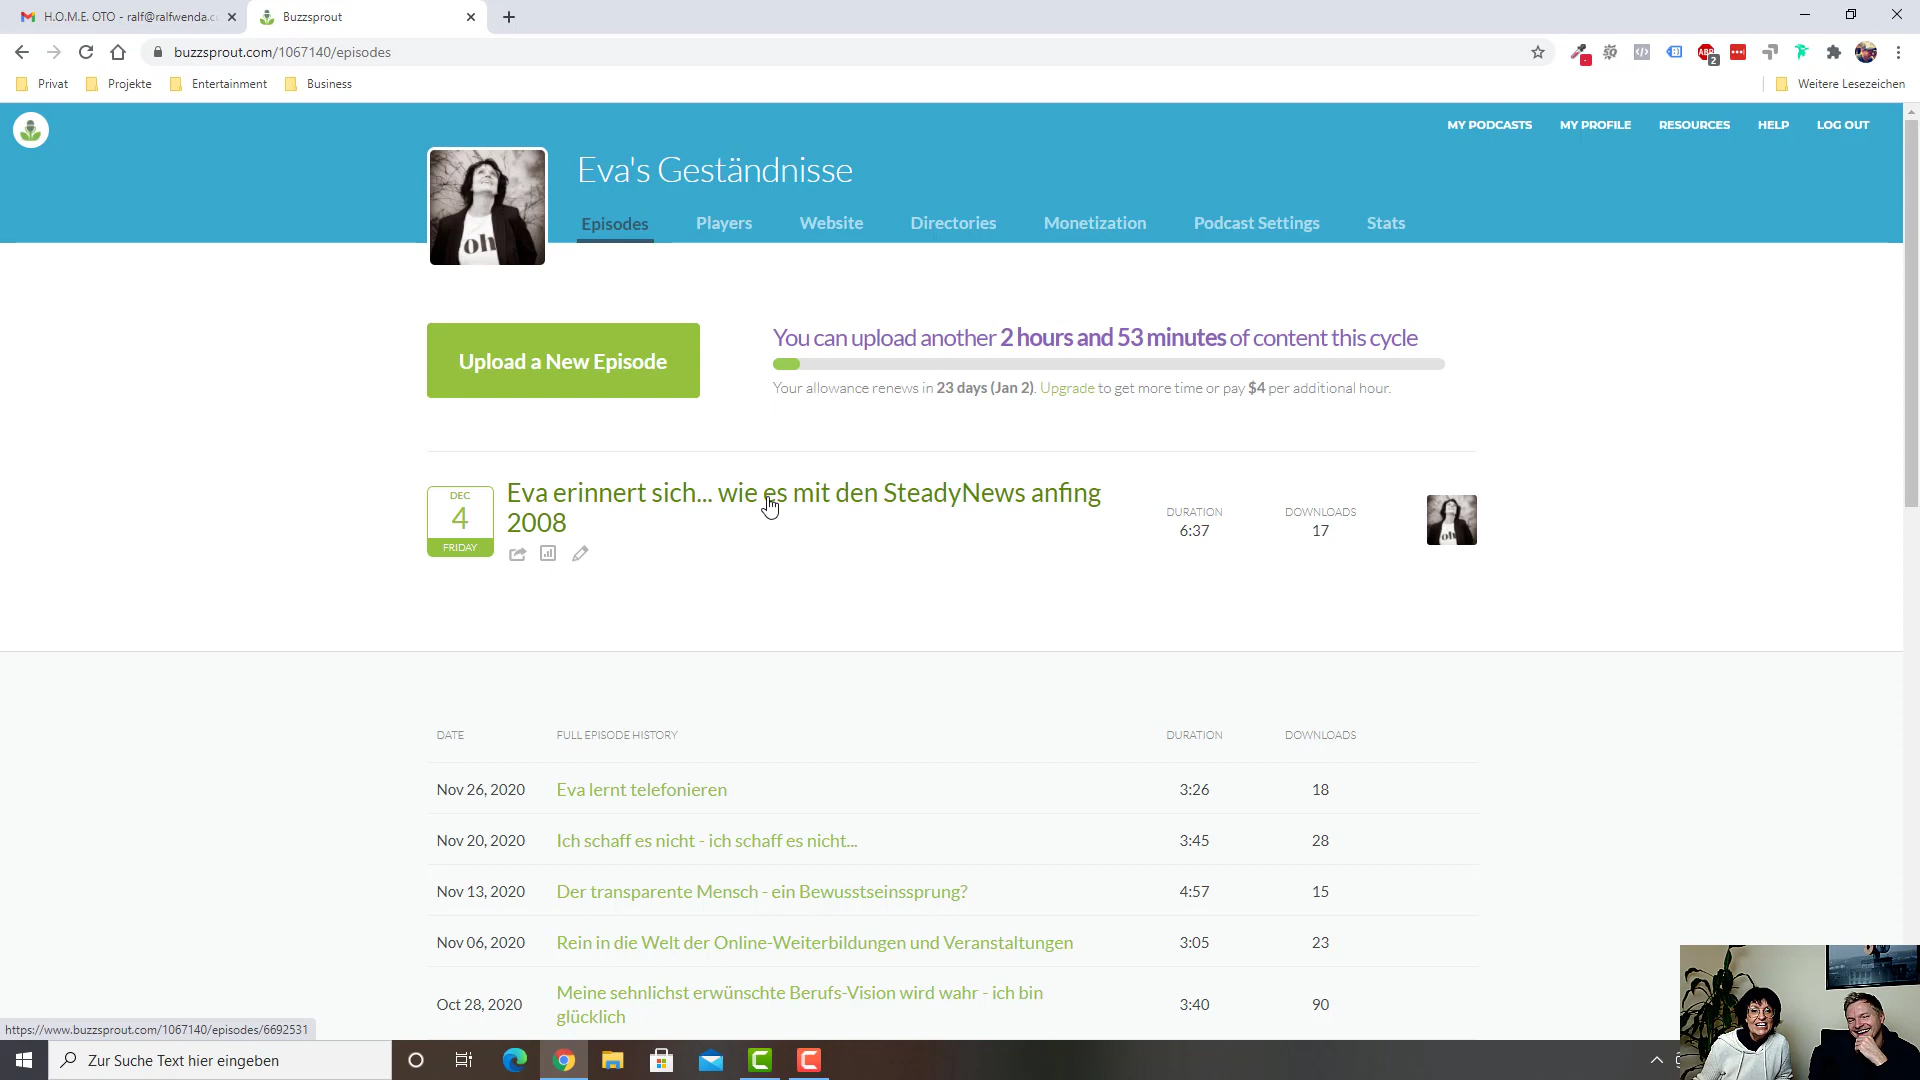 H.O.M.E. OTO - ralf@ralfwenda.c
Buzzsprout
buzzsprout.com/1067140/episodes
ABP
2
Privat
Projekte
Entertainment
Business
Weitere Lesezeichen
MY PODCASTS
MY PROFILE
RESOURCES
HELP
LOG OUT
Eva's Geständnisse
oh
Episodes
Players
Website
Directories
Monetization
Podcast Settings
Stats
Upload a New Episode
You can upload another 2 hours and 53 minutes of content this cycle
Your allowance renews in 23 days (Jan 2). Upgrade to get more time or pay $4 per additional hour.
DEC
4
FRIDAY
Eva erinnert sich... wie es mit den SteadyNews anfing
2008
DURATION
6:37
DOWNLOADS
17
oh
DATE
FULL EPISODE HISTORY
DURATION
DOWNLOADS
Nov 26, 2020
Eva lernt telefonieren
3:26
18
Nov 20, 2020
Ich schaff es nicht - ich schaff es nicht...
3:45
28
Nov 13, 2020
Der transparente Mensch - ein Bewusstseinssprung?
4:57
15
Nov 06, 2020
Rein in die Welt der Online-Weiterbildungen und Veranstaltungen
3:05
23
Oct 28, 2020
Meine sehnlichst erwünschte Berufs-Vision wird wahr - ich bin
glücklich
3:40
90
https://www.buzzsprout.com/1067140/episodes/6692531
Zur Suche Text hier eingeben